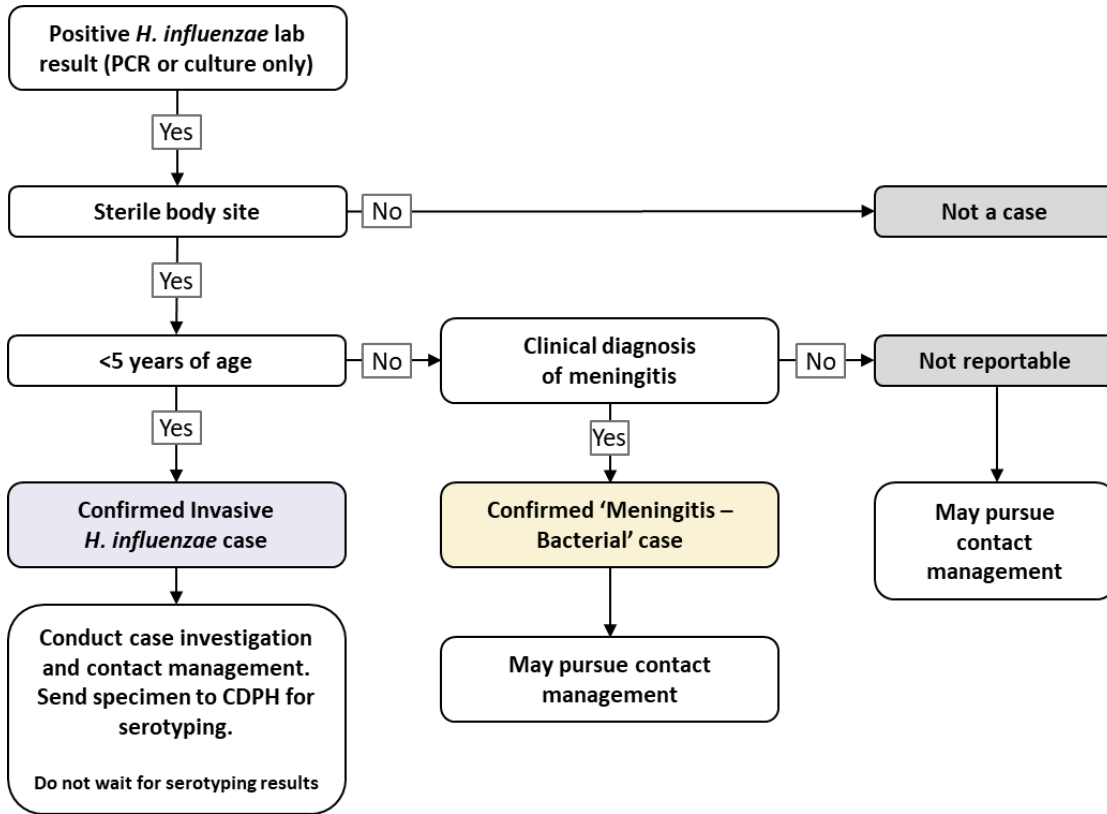 Positive H. influenzae lab
result (PCR or culture only)
Yes
Sterile body site
No
Not a case
Yes
<5 years of age
No
Clinical diagnosis
of meningitis
No
Not reportable
Yes
Yes
Confirmed Invasive
H. influenzae case
Confirmed ‘Meningitis –
Bacterial’ case
May pursue
contact
management
Conduct case investigation
and contact management.
Send specimen to CDPH for
serotyping.
Do not wait for serotyping results
May pursue contact
management